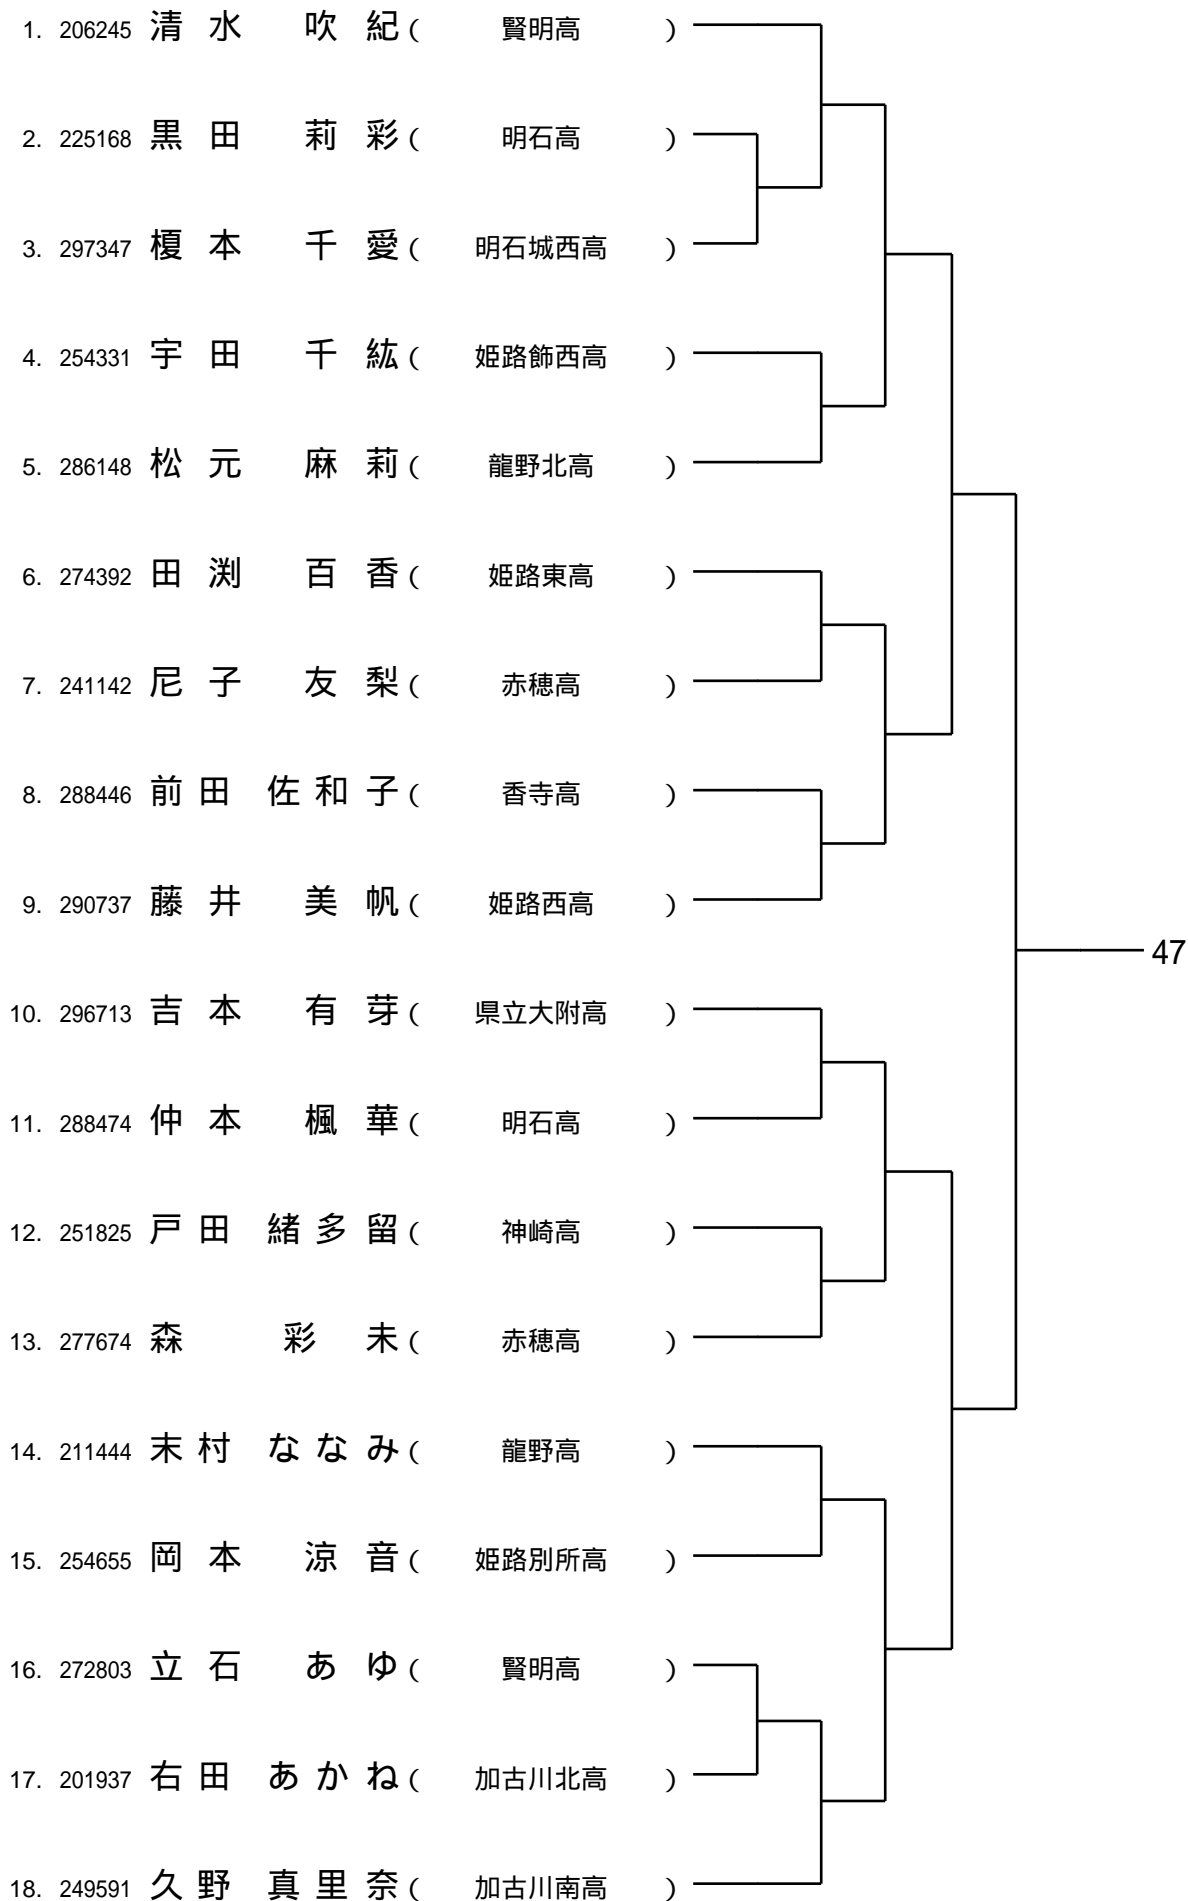 1. 206245 清水 吹紀 ( 賢明高 )
2. 225168 黒田 莉彩 ( 明石高 )
3. 297347 榎本 千愛 ( 明石城西高 )
4. 254331 宇田 千紘 ( 姫路飾西高 )
5. 286148 松元 麻莉 ( 龍野北高 )
6. 274392 田渕 百香 ( 姫路東高 )
7. 241142 尼子 友梨 ( 赤穂高 )
8. 288446 前田 佐和子 ( 香寺高 )
9. 290737 藤井 美帆 ( 姫路西高 )
47
10. 296713 吉本 有芽 ( 県立大附高 )
11. 288474 仲本 楓華 ( 明石高 )
12. 251825 戸田 緒多留 ( 神崎高 )
13. 277674 森 彩未 ( 赤穂高 )
14. 211444 末村 ななみ ( 龍野高 )
15. 254655 岡本 涼音 ( 姫路別所高 )
16. 272803 立石 あゆ ( 賢明高 )
17. 201937 右田 あかね ( 加古川北高 )
18. 249591 久野 真里奈 ( 加古川南高 )